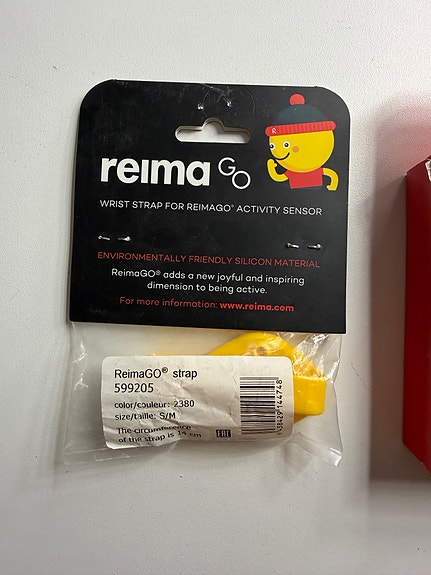 R
reima GO
WRIST STRAP FOR REIMAGO® ACTIVITY SENSOR
ENVIRONMENTALLY FRIENDLY SILICON MATERIAL
ReimaGO® adds a new joyful and inspiring
dimension to being active.
For more information: www.reima.com
ReimaGO® strap
599205
color/couleur: 2380
size/taille: S/M
The circumference
of the strap is 14 cm
EAC